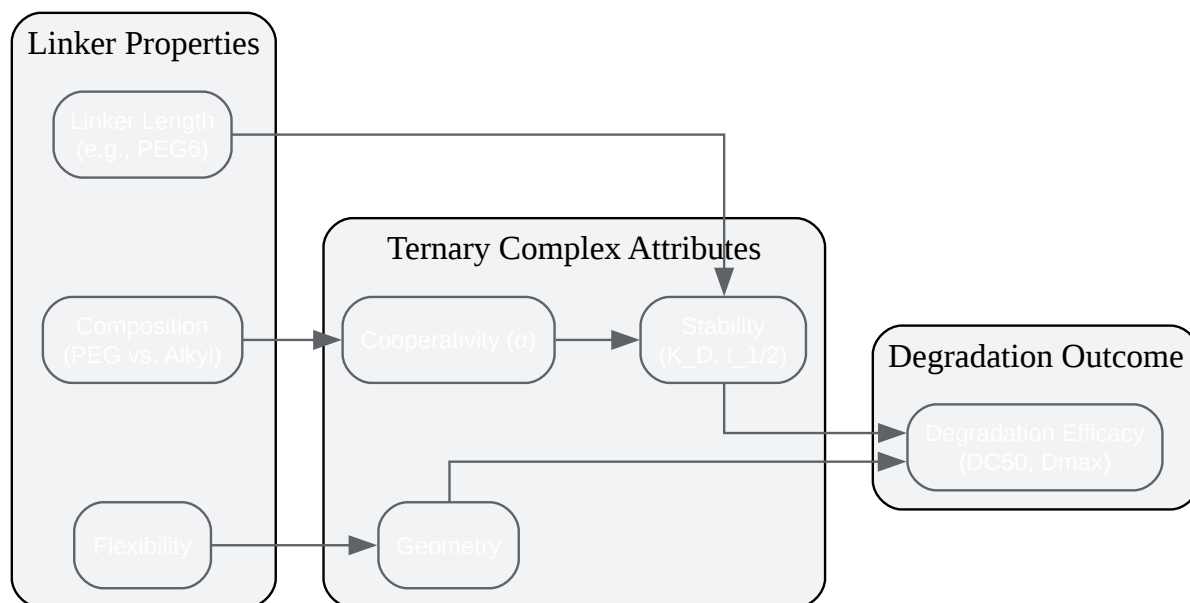 Linker Properties
Linker Length
(e.g., PEG6)
Composition
(PEG vs. Alkyl)
Flexibility
Ternary Complex Attributes
Cooperativity (α)
Stability
(K_D, t_1/2)
Geometry
Degradation Outcome
Degradation Efficacy
(DC50, Dmax)